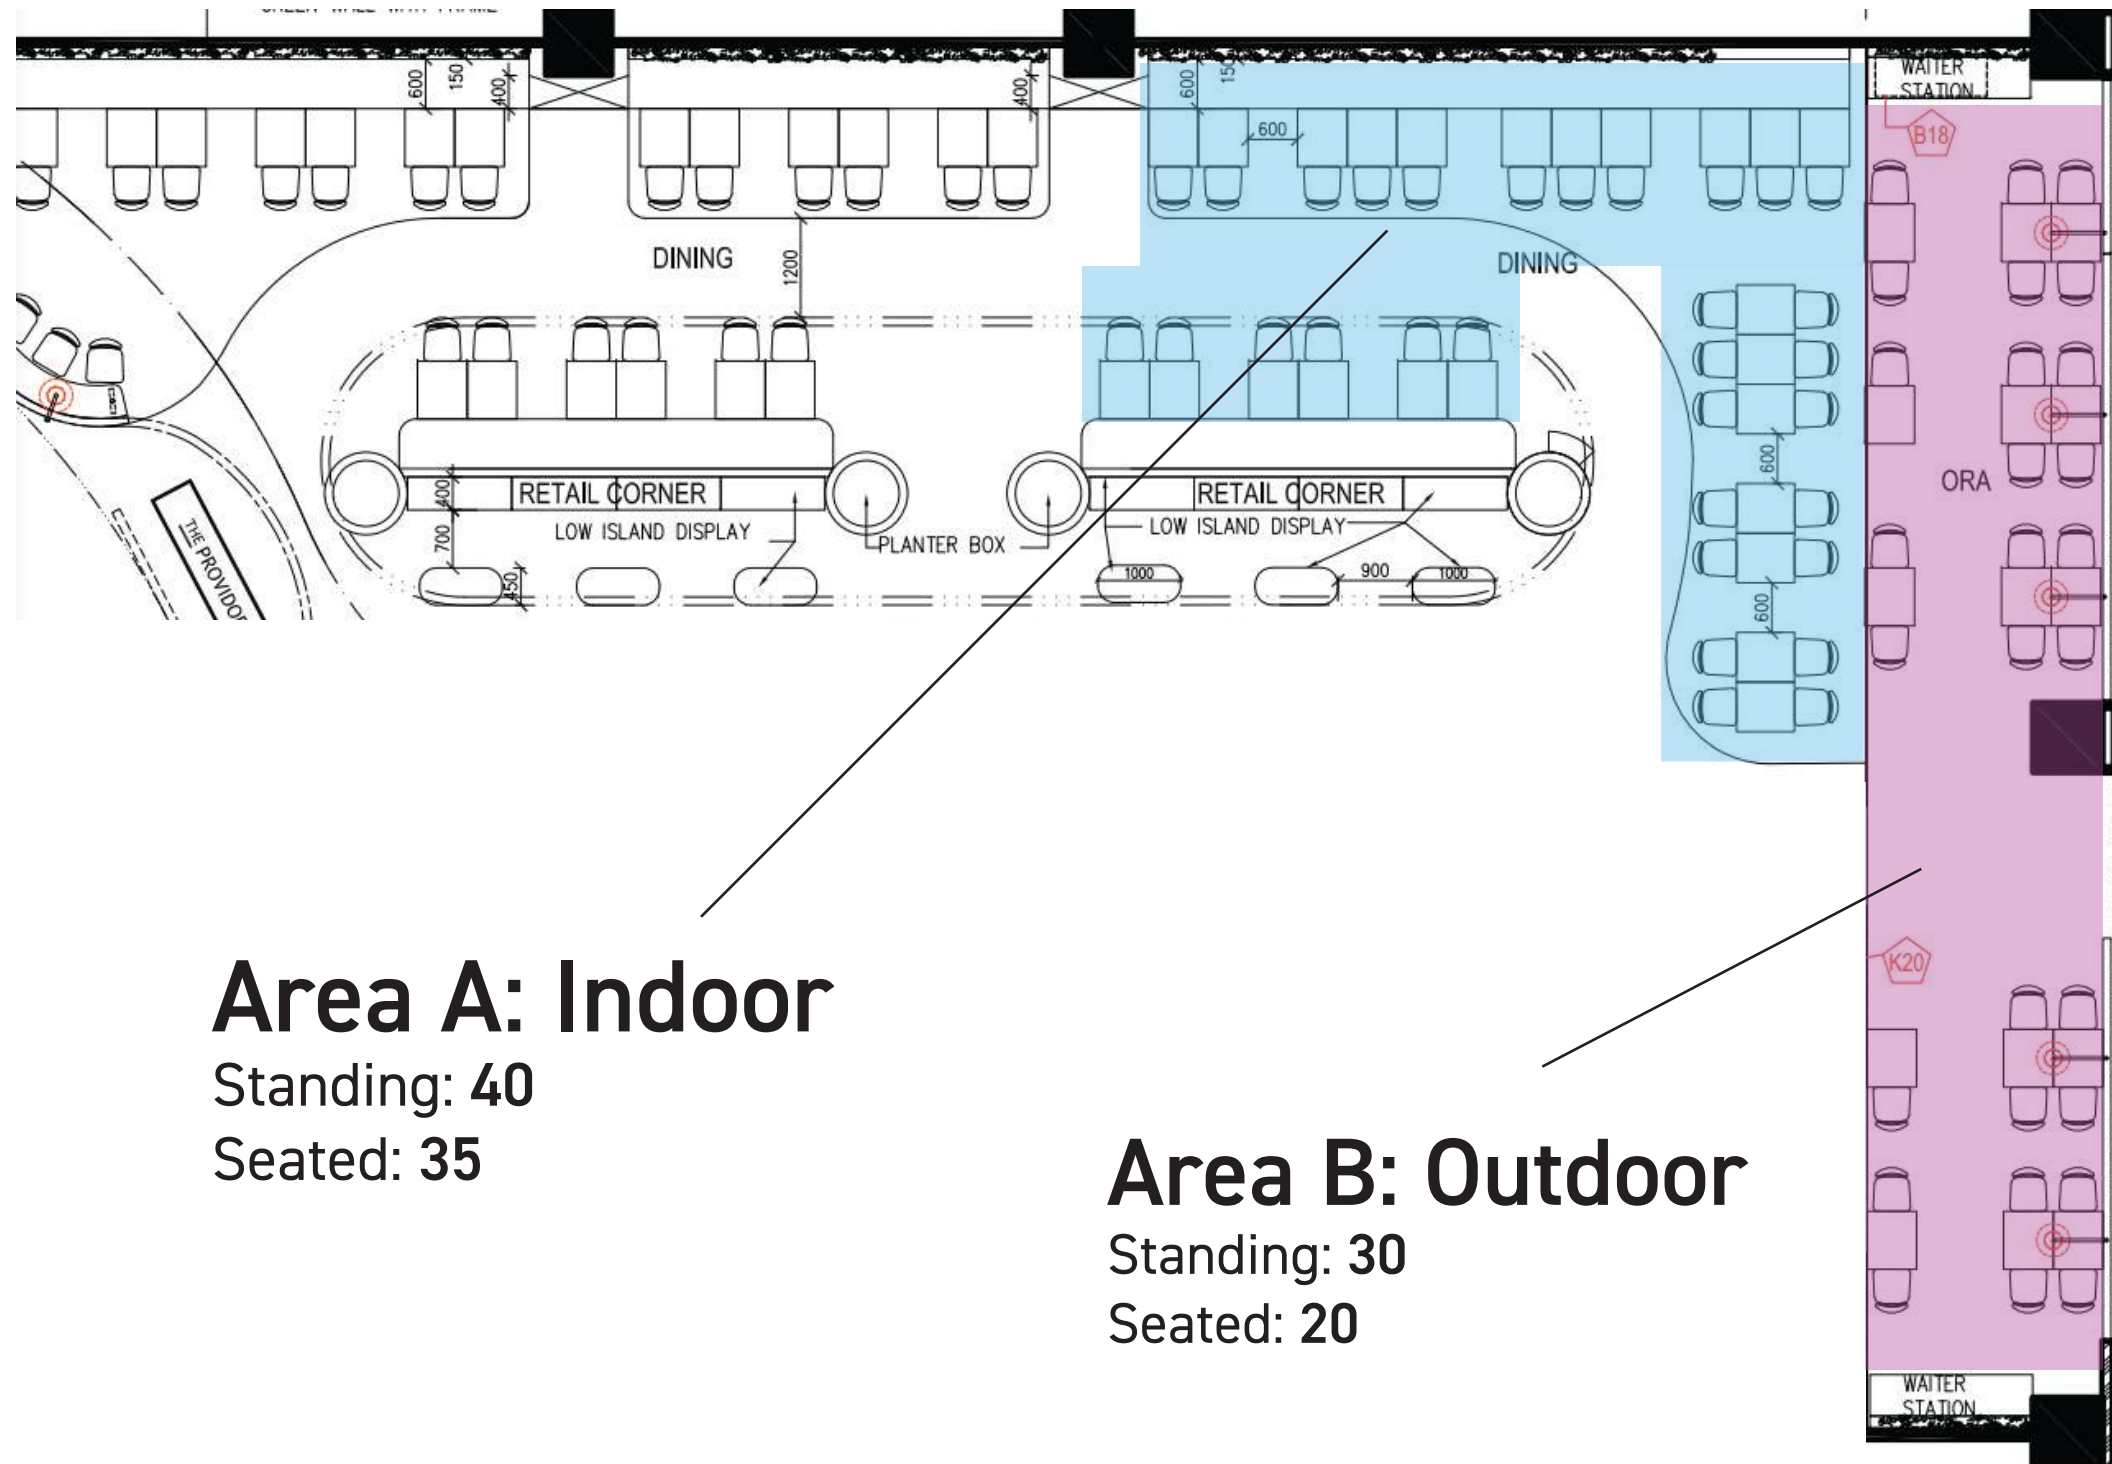 600
150
400
400
600
150
WAITER
STATION
B18
600
DINING
1200
DINING
ORA
600
400
RETAIL CORNER
RETAIL CORNER
LOW ISLAND DISPLAY
LOW ISLAND DISPLAY
PLANTER BOX
THE PROVIDO
700
450
1000
900
1000
600
K20
Area A: Indoor
Standing: 40
Seated: 35
Area B: Outdoor
Standing: 30
Seated: 20
WAITER
STATION